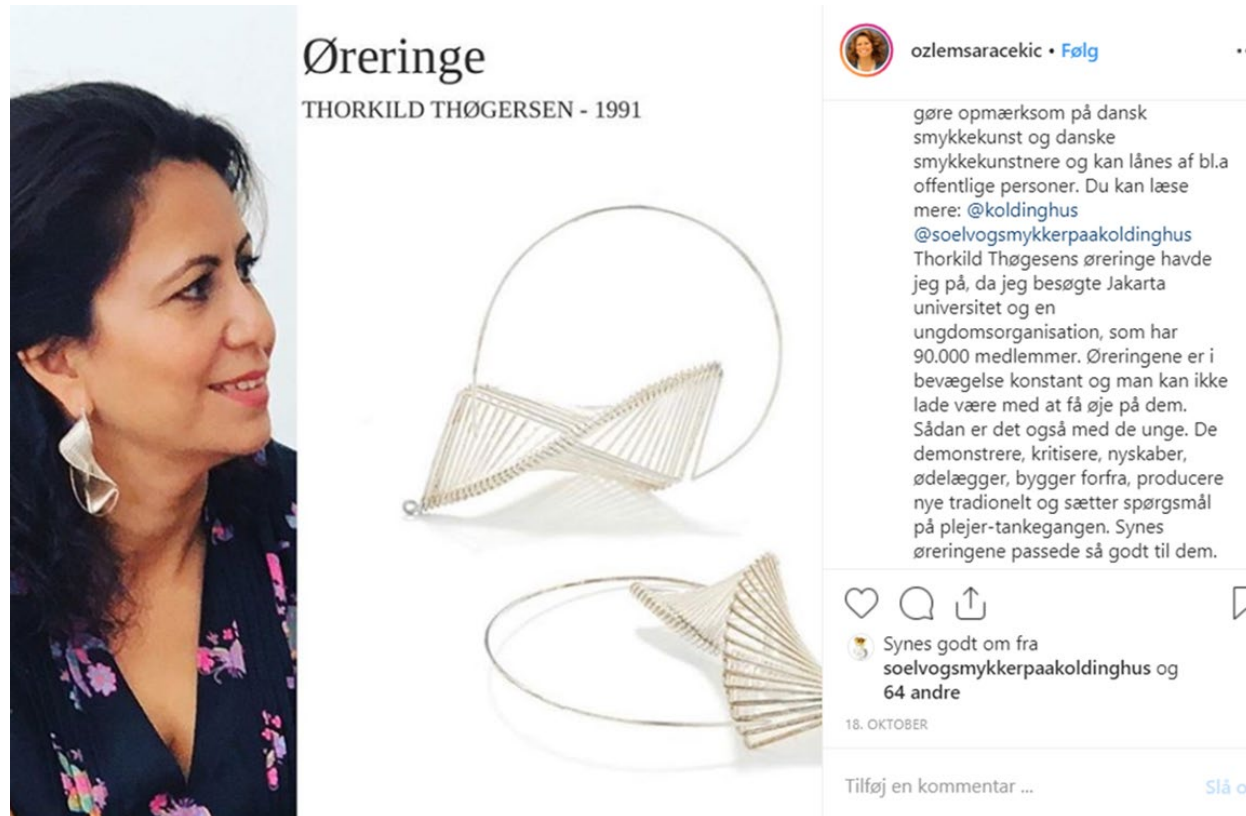 Øreringe
THORKILD THØGERSEN - 1991
ozlemsaracekic • Følg
gøre opmærksom på dansk
smykkekunst og danske
smykkekunstnere og kan lånes af bl.a
offentlige personer. Du kan læse
mere: @koldinghus
@soelvogsmykkerpaakoldinghus
Thorkild Thøgesens øreringe havde
jeg på, da jeg besøgte Jakarta
universitet og en
ungdomsorganisation, som har
90.000 medlemmer. Øreringene er i
bevægelse konstant og man kan ikke
lade være med at få øje på dem.
Sådan er det også med de unge. De
demonstrere, kritisere, nyskaber,
ødelægger, bygger forfra, producere
nye tradionelt og sætter spørgsmål
på plejer-tankegangen. Synes
øreringene passede så godt til dem.
Synes godt om fra
soelvogsmykkerpaakoldinghus og
64 andre
18. OKTOBER
Tilføj en kommentar ...
Slå